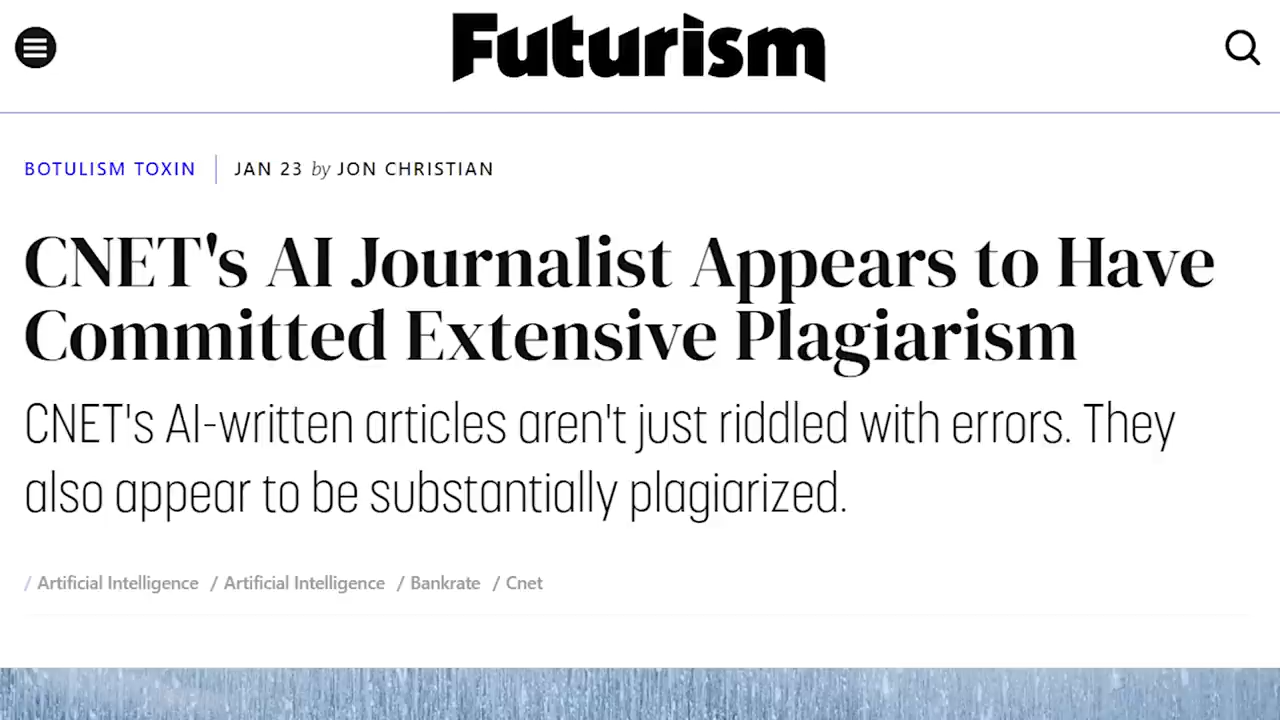 Futurism
BOTULISM TOXIN | JAN 23 by JON CHRISTIAN
CNET's AI Journalist Appears to Have
Committed Extensive Plagiarism
CNET's AI-written articles aren't just riddled with errors. They
also appear to be substantially plagiarized.
/ Artificial Intelligence / Artificial Intelligence / Bankrate / Cnet